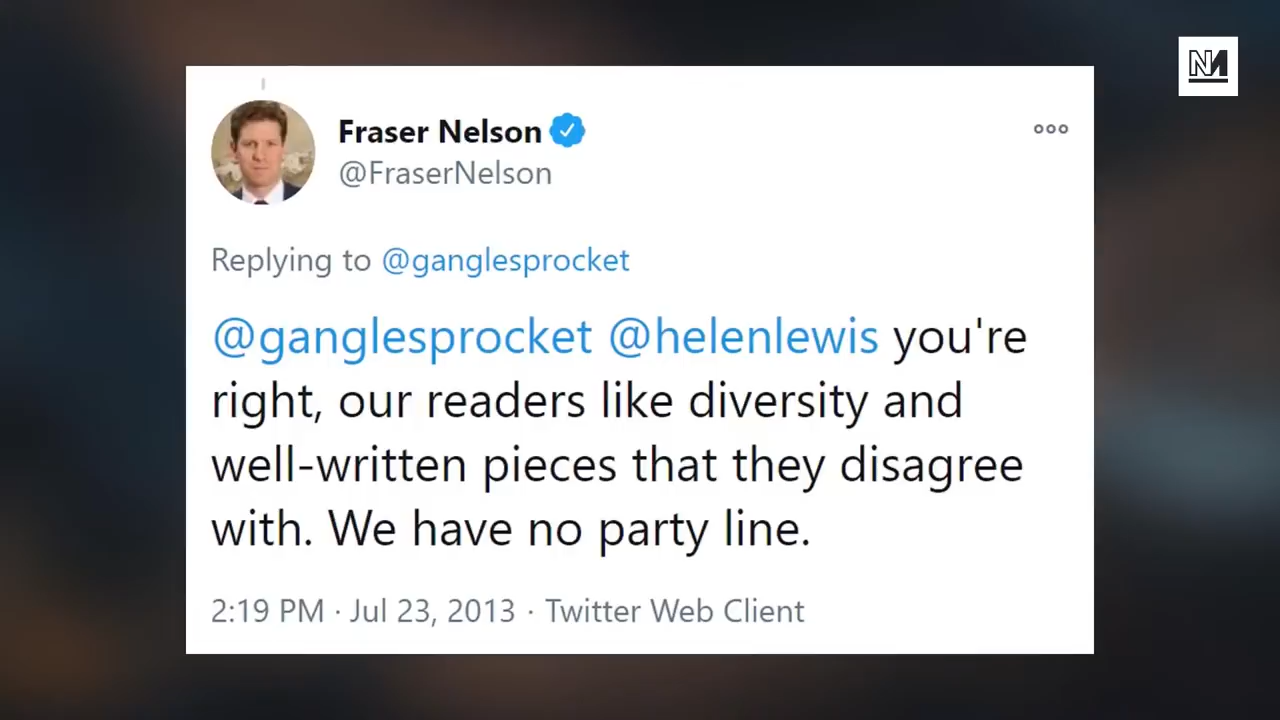 NM
Fraser Nelson
@FraserNelson
Replying to @ganglesprocket
@ganglesprocket @helenlewis you're
right, our readers like diversity and
well-written pieces that they disagree
with. We have no party line.
2:19 PM · Jul 23, 2013 · Twitter Web Client